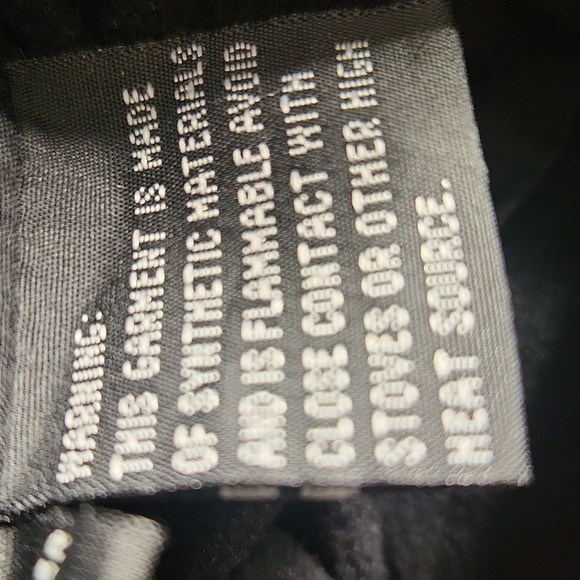 WARNING:
THIS GARMENT IS MADE
OF SYNTHETIC MATERIALS
AND IS FLAMMABLE AVOID
CLOSE CONTACT WITH
STOVES OR OTHER HIGH
HEAT SOURCE.